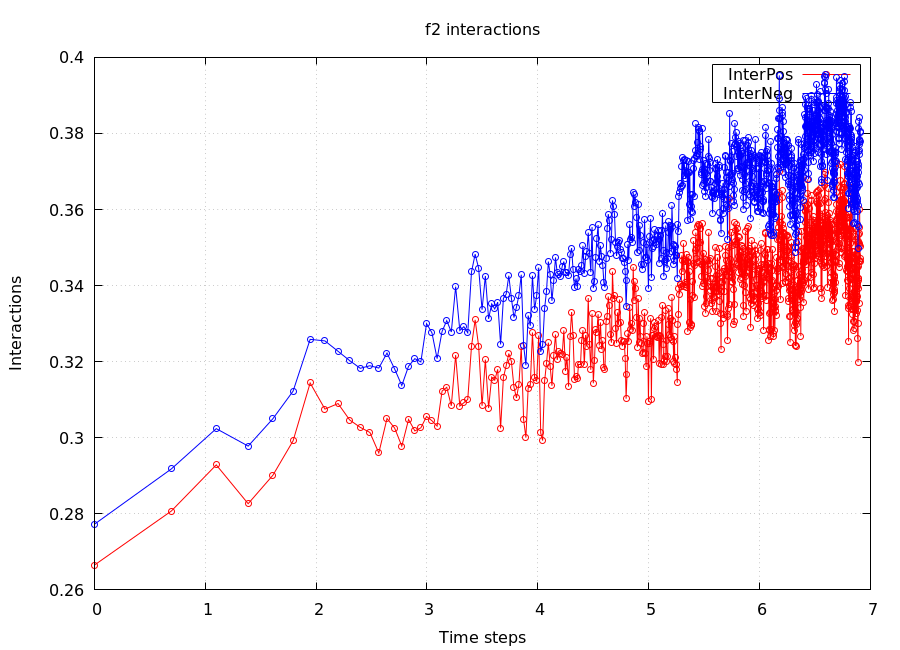 f2 interactions
InterPos
InterNeg
0.4
0.38
0.36
0.34
0.32
0.3
0.28
0.26
Interactions
0 1 2 3 4 5 6 7
Time steps